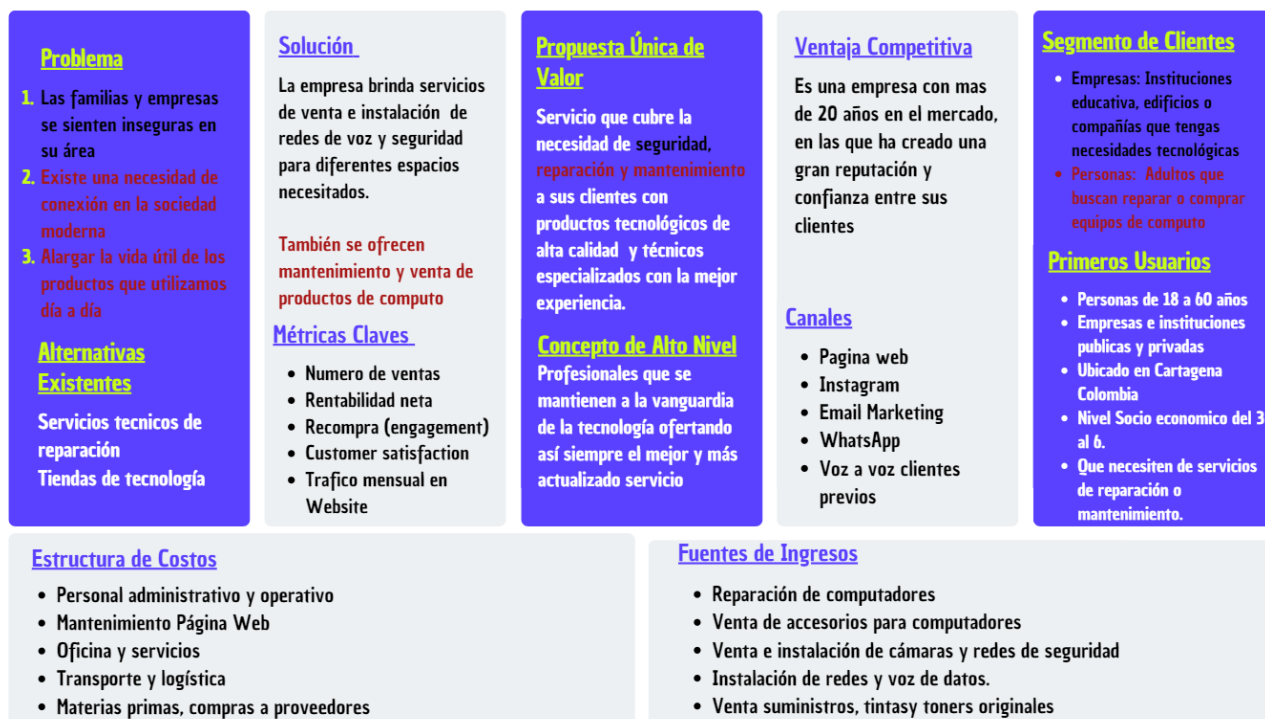 Problema
1. Las familias y empresas
se sienten inseguras en
su área
2. Existe una necesidad de
conexión en la sociedad
moderna
3. Alargar la vida útil de los
productos que utilizamos
día a día
Alternativas
Existentes
Servicios tecnicos de
reparación
Tiendas de tecnología
Solución
La empresa brinda servicios
de venta e instalación de
redes de voz y seguridad
para diferentes espacios
necesitados.
También se ofrecen
mantenimiento y venta de
productos de computo
Métricas Claves
• Numero de ventas
• Rentabilidad neta
• Recompra (engagement)
• Customer satisfaction
• Trafico mensual en
Website
Propuesta Única de
Valor
Servicio que cubre la
necesidad de seguridad,
reparación y mantenimiento
a sus clientes con
productos tecnológicos de
alta calidad y técnicos
especializados con la mejor
experiencia.
Concepto de Alto Nivel
Profesionales que se
mantienen a la vanguardia
de la tecnología ofertando
así siempre el mejor y más
actualizado servicio
Ventaja Competitiva
Es una empresa con mas
de 20 años en el mercado,
en las que ha creado una
gran reputación y
confianza entre sus
clientes
Canales
• Pagina web
• Instagram
• Email Marketing
• WhatsApp
• Voz a voz clientes
previos
Segmento de Clientes
• Empresas: Instituciones
educativa, edificios o
compañías que tengas
necesidades tecnológicas
• Personas: Adultos que
buscan reparar o comprar
equipos de computo
Primeros Usuarios
• Personas de 18 a 60 años
• Empresas e instituciones
publicas y privadas
• Ubicado en Cartagena
Colombia
• Nivel Socio economico del 3
al 6.
• Que necesiten de servicios
de reparación o
mantenimiento.
Estructura de Costos
• Personal administrativo y operativo
• Mantenimiento Página Web
• Oficina y servicios
• Transporte y logística
• Materias primas, compras a proveedores
Fuentes de Ingresos
• Reparación de computadores
• Venta de accesorios para computadores
• Venta e instalación de cámaras y redes de seguridad
• Instalación de redes y voz de datos.
• Venta suministros, tintasy toners originales